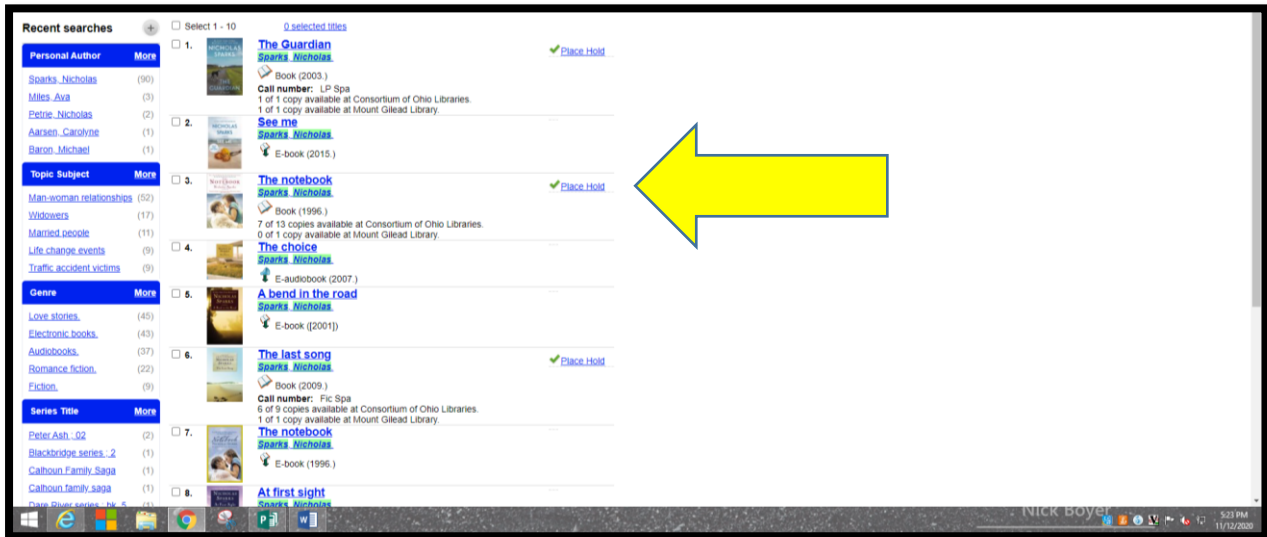 Recent searches
+
Personal Author More
Sparks, Nicholas (90)
Miles, Ava (3)
Petrie, Nicholas (2)
Aarsen, Carolyne (1)
Baron, Michael (1)
Topic Subject More
Man-woman relationships (52)
Widowers (17)
Married people (11)
Life change events (9)
Traffic accident victims (9)
Genre More
Love stories. (45)
Electronic books. (43)
Audiobooks. (37)
Romance fiction. (22)
Fiction. (9)
Series Title More
Peter Ash ; 02 (2)
Blackbridge series ; 2 (1)
Calhoun Family Saga (1)
Calhoun family saga (1)
Dare River series ; bk. 5 (1)
Select 1 - 10 0 selected titles
1. The Guardian
Sparks, Nicholas.
Place Hold
Book (2003.)
Call number: LP Spa
1 of 1 copy available at Consortium of Ohio Libraries.
1 of 1 copy available at Mount Gilead Library.
2. See me
Sparks, Nicholas.
E-book (2015.)
3. The notebook
Sparks, Nicholas.
Place Hold
Book (1996.)
7 of 13 copies available at Consortium of Ohio Libraries.
0 of 1 copy available at Mount Gilead Library.
4. The choice
Sparks, Nicholas.
E-audiobook (2007.)
5. A bend in the road
Sparks, Nicholas.
E-book ([2001])
6. The last song
Sparks, Nicholas.
Place Hold
Book (2009.)
Call number: Fic Spa
6 of 9 copies available at Consortium of Ohio Libraries.
1 of 1 copy available at Mount Gilead Library.
7. The notebook
Sparks, Nicholas.
E-book (1996.)
8. At first sight
Sparks, Nicholas.
Nick Boyer
5:23 PM
11/12/2020